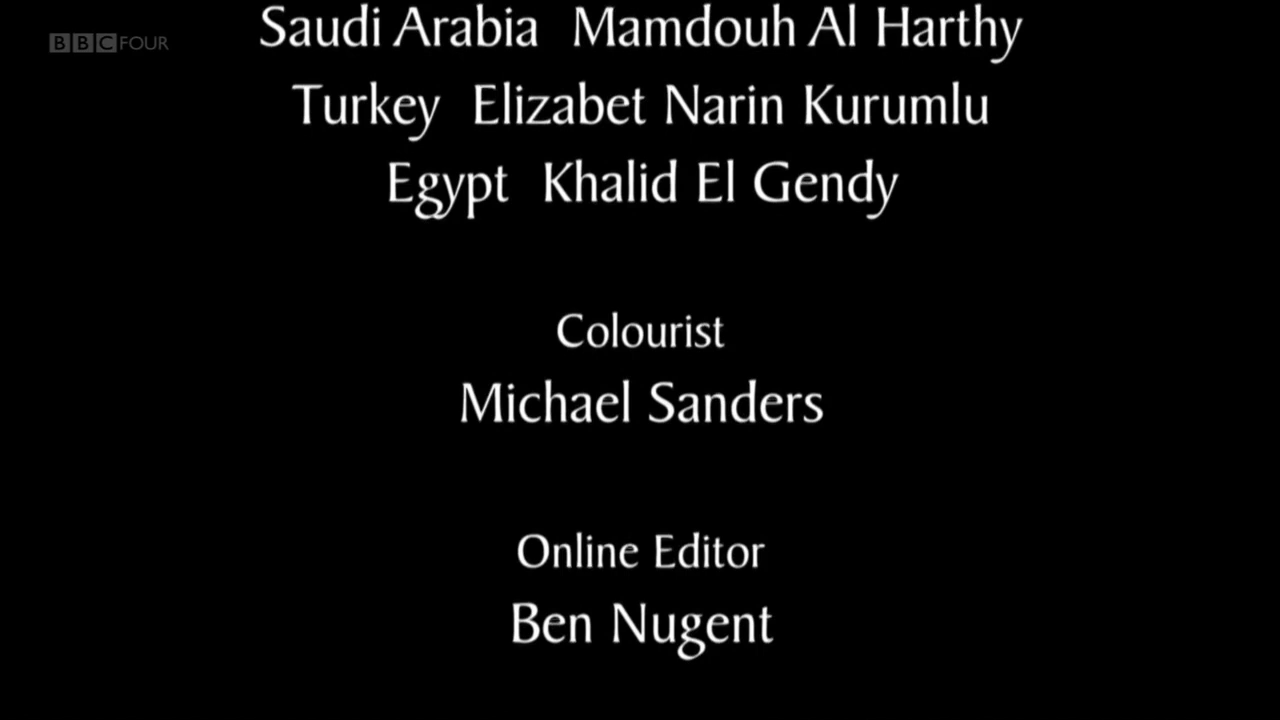 BBC FOUR
Saudi Arabia Mamdouh Al Harthy
Turkey Elizabet Narin Kurumlu
Egypt Khalid El Gendy
Colourist
Michael Sanders
Online Editor
Ben Nugent